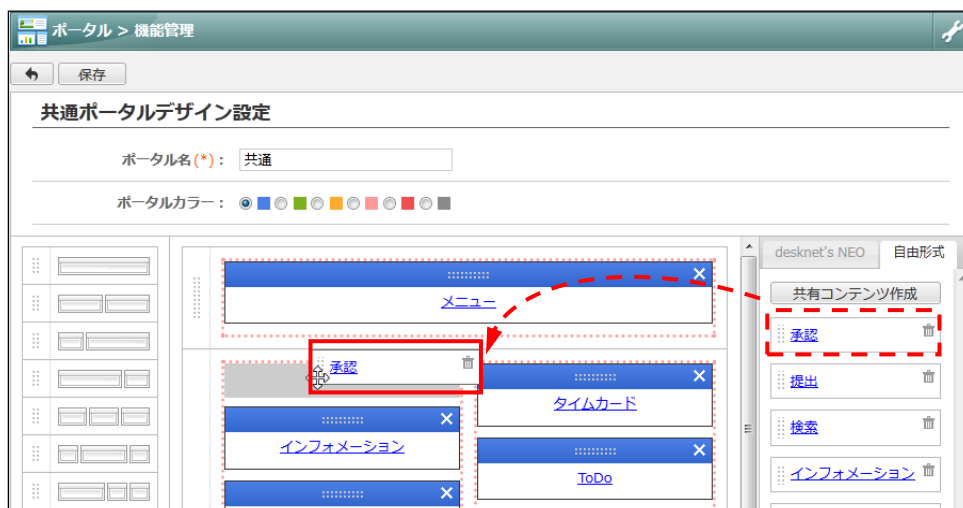 ポータル > 機能管理
保存
共通ポータルデザイン設定
ポータル名(*)： 共通
ポータルカラー：
desknet's NEO 自由形式
共有コンテンツ作成
メニュー
承認
承認
提出
タイムカード
検索
インフォメーション
インフォメーション
ToDo